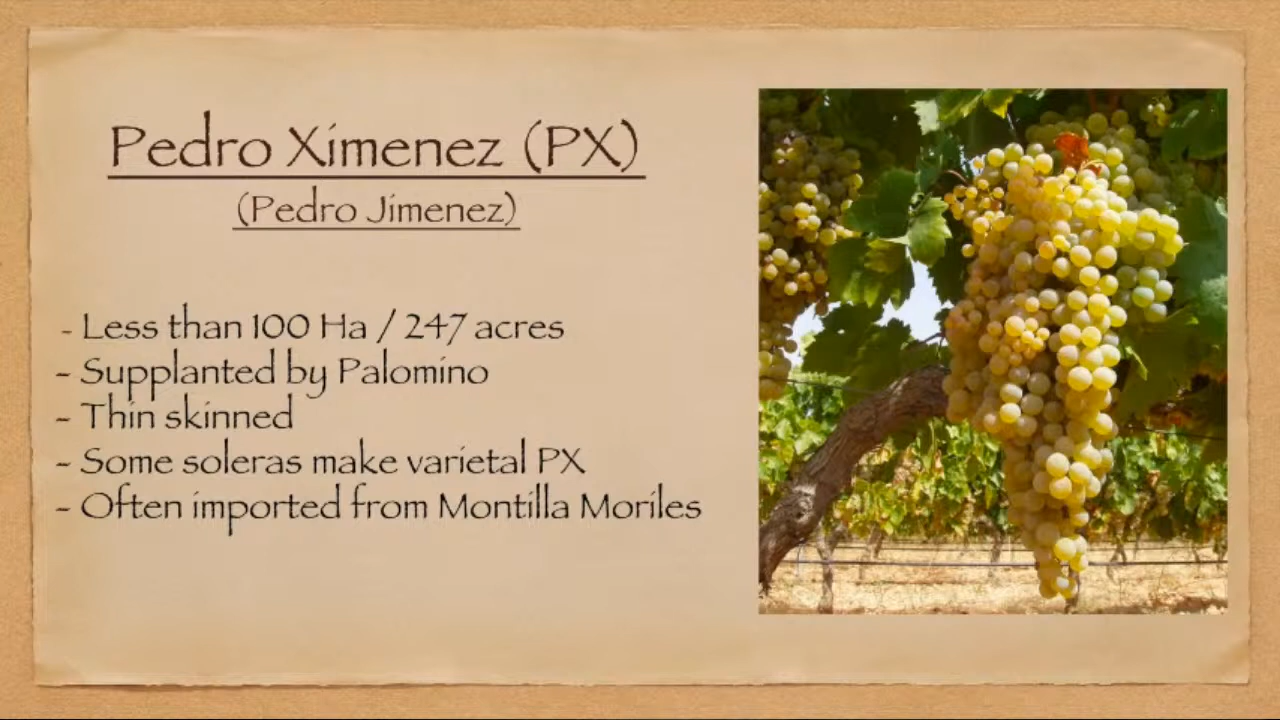 Pedro Ximenez (PX)
(Pedro Jimenez)
- Less than 100 Ha / 247 acres
- Supplanted by Palomino
- Thin skinned
- Some soleras make varietal PX
- Often imported from Montilla Moriles